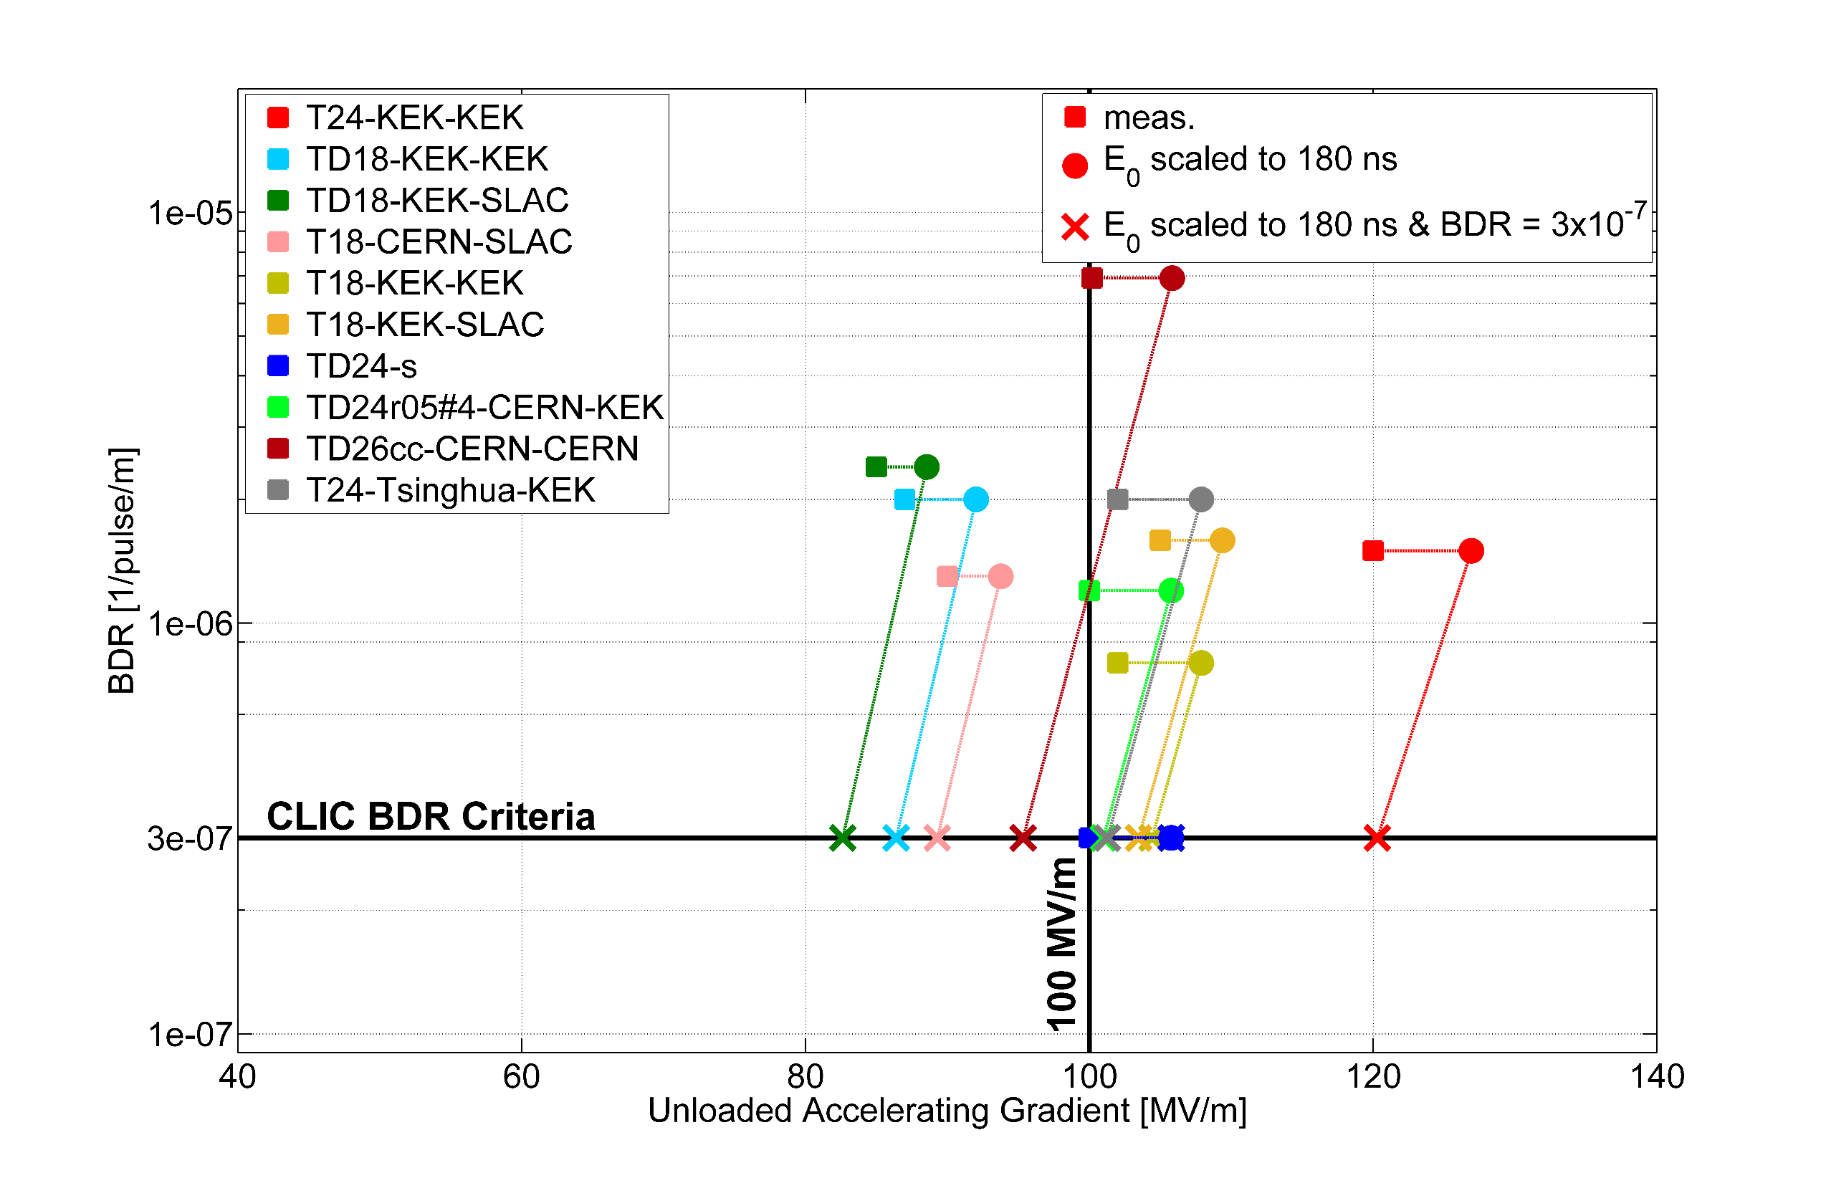 T24-KEK-KEK
TD18-KEK-KEK
TD18-KEK-SLAC
T18-CERN-SLAC
T18-KEK-KEK
T18-KEK-SLAC
TD24-s
TD24r05#4-CERN-KEK
TD26cc-CERN-CERN
T24-Tsinghua-KEK
meas.
E0 scaled to 180 ns
E0 scaled to 180 ns & BDR = 3x10-7
1e-05
1e-06
3e-07
1e-07
BDR [1/pulse/m]
CLIC BDR Criteria
100 MV/m
40 60 80 100 120 140
Unloaded Accelerating Gradient [MV/m]